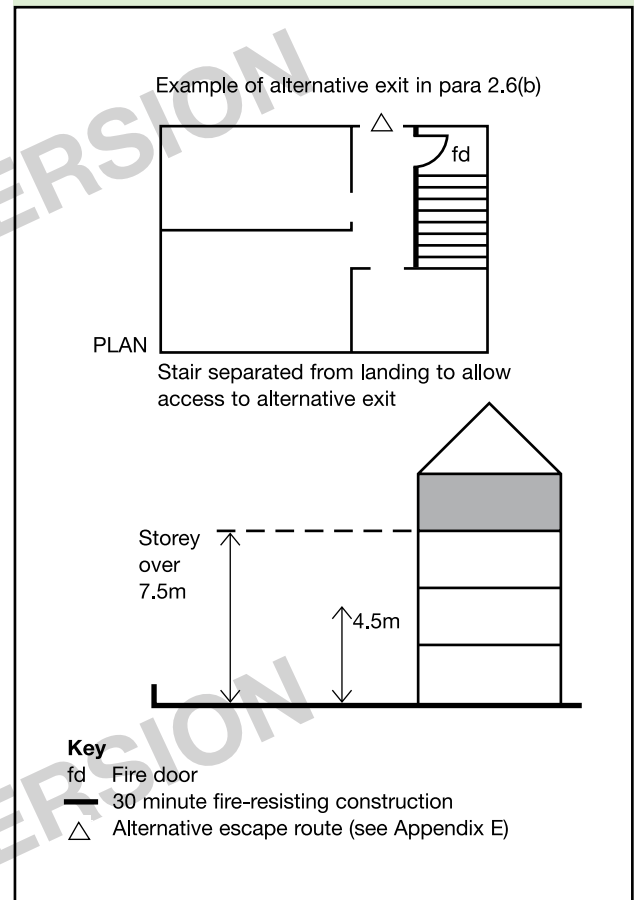 Example of alternative exit in para 2.6(b)
fd
PLAN
Stair separated from landing to allow
access to alternative exit
Storey
over
7.5m
4.5m
Key
fd Fire door
30 minute fire-resisting construction
Alternative escape route (see Appendix E)
ERSION
ERSION